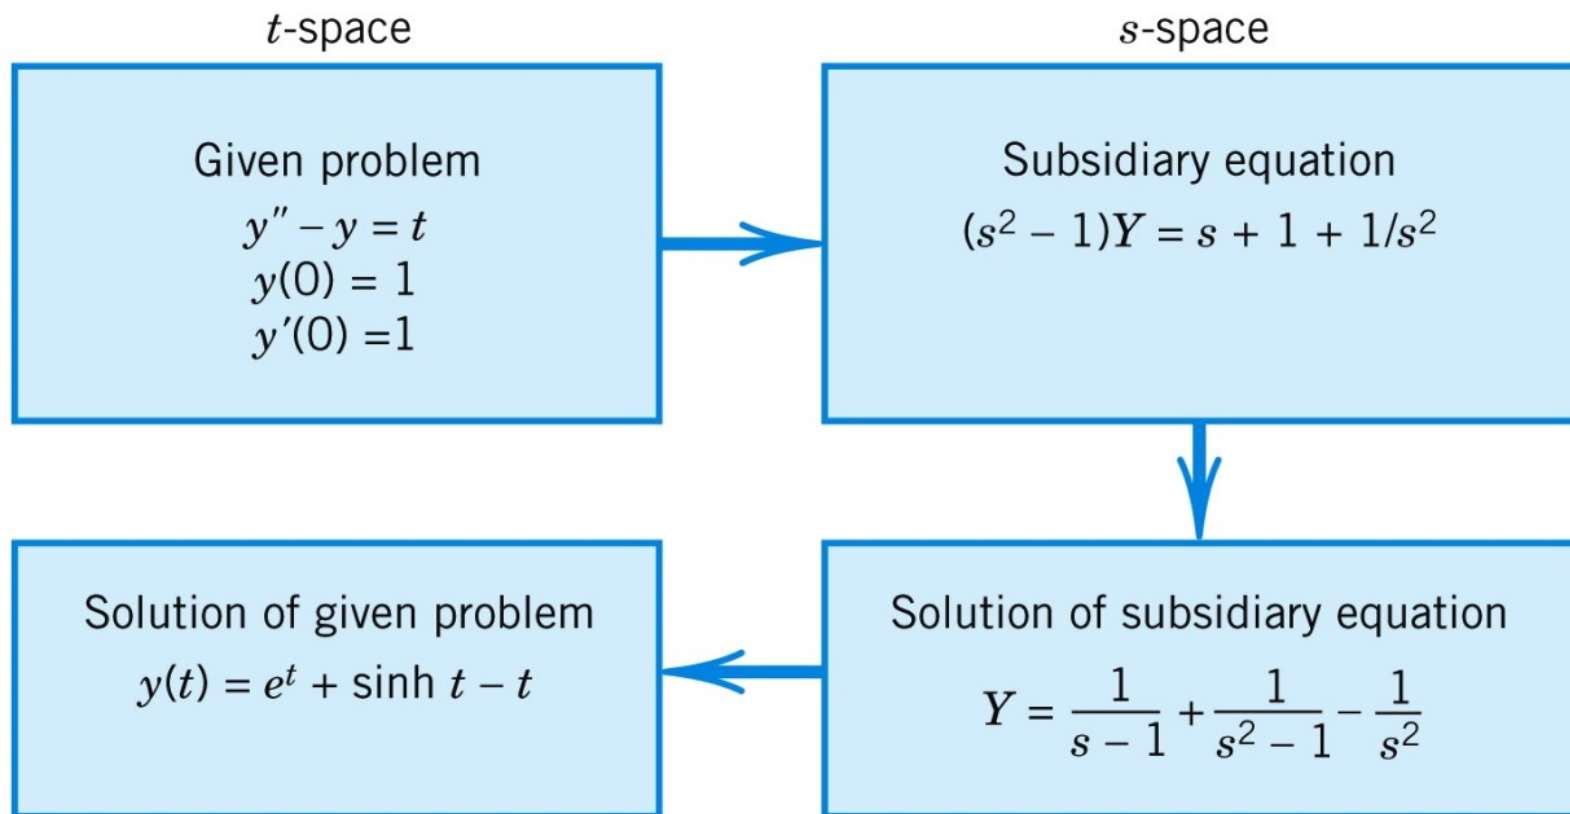 t-space
s-space
Given problem
y″ – y = t
y(0) = 1
y′(0) =1
Subsidiary equation
(s² – 1)Y = s + 1 + 1/s²
Solution of given problem
y(t) = eᵗ + sinh t – t
Solution of subsidiary equation
Y = 1/(s – 1) + 1/(s² – 1) – 1/s²